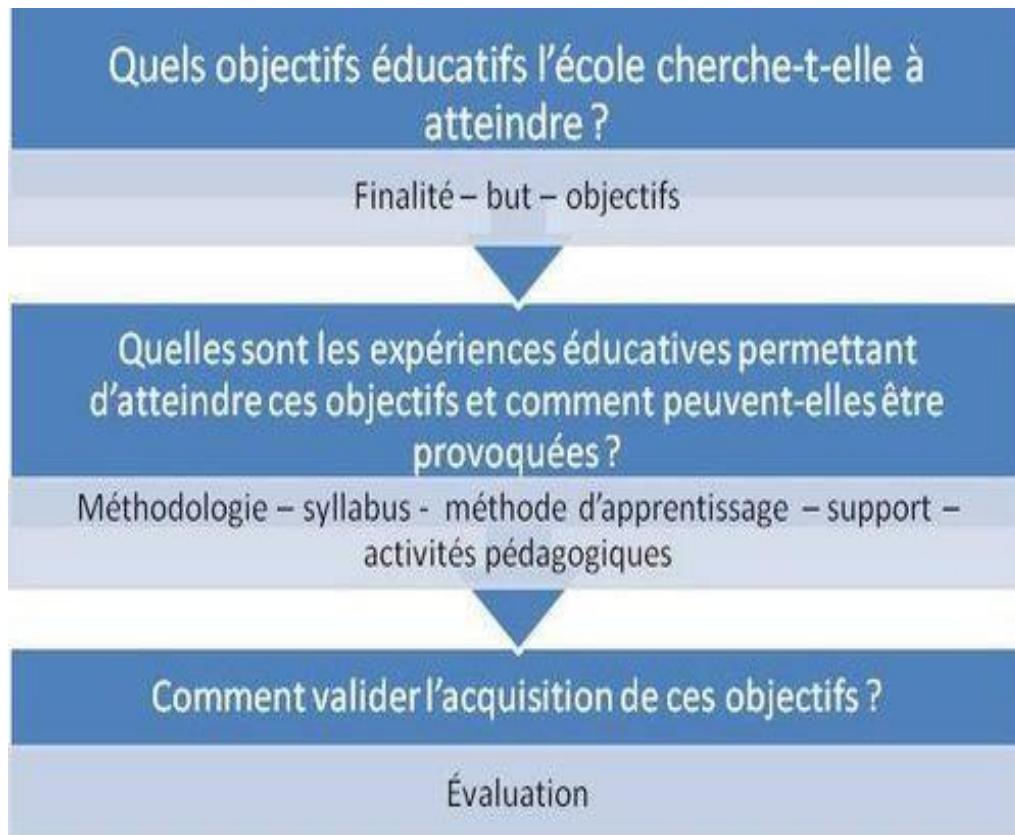 Quels objectifs éducatifs l’école cherche-t-elle à
atteindre ?
Finalité – but – objectifs
Quelles sont les expériences éducatives permettant
d’atteindre ces objectifs et comment peuvent-elles être
provoquées ?
Méthodologie – syllabus - méthode d’apprentissage – support –
activités pédagogiques
Comment valider l’acquisition de ces objectifs ?
Évaluation